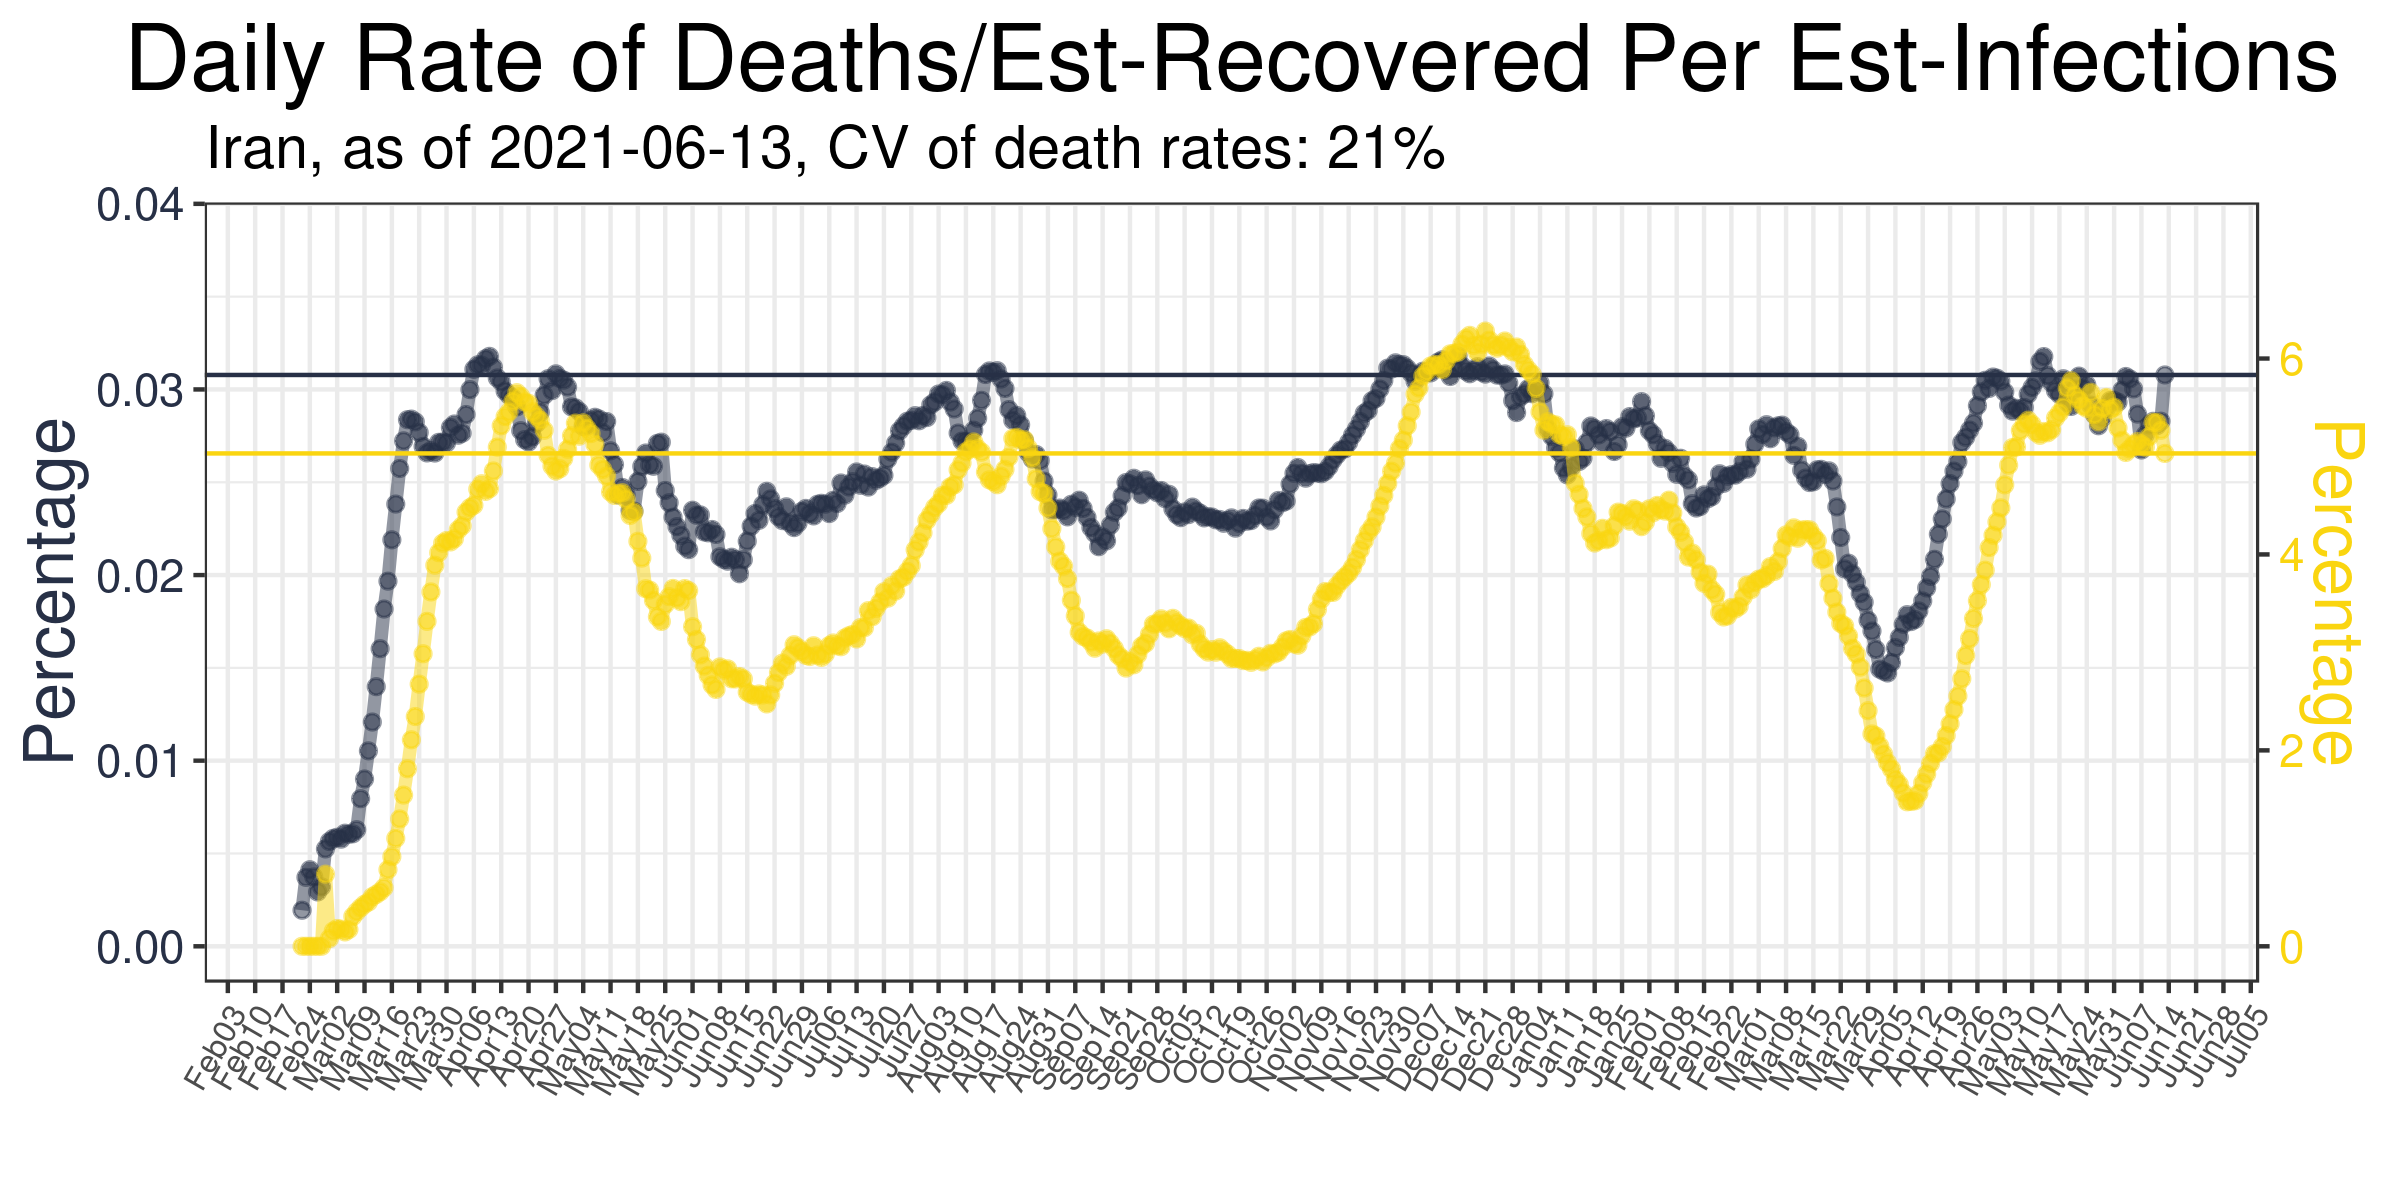 Daily Rate of Deaths/Est-Recovered Per Est-Infections
Iran, as of 2021-06-13, CV of death rates: 21%
Percentage
0.04
0.03
0.02
0.01
0.00
6
4
2
0
Percentage
Feb03
Feb10
Feb17
Feb24
Mar02
Mar09
Mar16
Mar23
Mar30
Apr06
Apr13
Apr20
Apr27
May04
May11
May18
May25
Jun01
Jun08
Jun15
Jun22
Jun29
Jul06
Jul13
Jul20
Jul27
Aug03
Aug10
Aug17
Aug24
Aug31
Sep07
Sep14
Sep21
Sep28
Oct05
Oct12
Oct19
Oct26
Nov02
Nov09
Nov16
Nov23
Nov30
Dec07
Dec14
Dec21
Dec28
Jan04
Jan11
Jan18
Jan25
Feb01
Feb08
Feb15
Feb22
Mar01
Mar08
Mar15
Mar22
Mar29
Apr05
Apr12
Apr19
Apr26
May03
May10
May17
May24
May31
Jun07
Jun14
Jun21
Jun28
Jul05